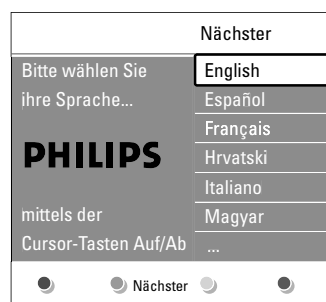 Nächster
Bitte wählen Sie
ihre Sprache...
PHILIPS
mittels der
Cursor-Tasten Auf/Ab
English
Español
Français
Hrvatski
Italiano
Magyar
...
Nächster